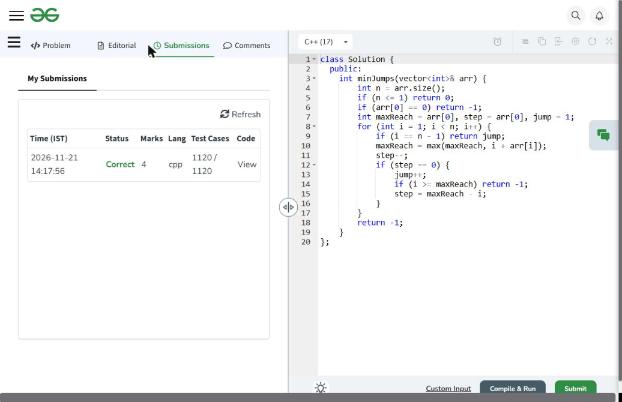 </> Problem
Editorial
Submissions
Comments
My Submissions
Refresh
Time (IST) Status Marks Lang Test Cases Code
2026-11-21 14:17:56 Correct 4 cpp 1120 / 1120 View
C++ (17)
1 class Solution {
2 public:
3 int minJumps(vector<int>& arr) {
4 int n = arr.size();
5 if (n <= 1) return 0;
6 if (arr[0] == 0) return -1;
7 int maxReach = arr[0], step = arr[0], jump = 1;
8 for (int i = 1; i < n; i++) {
9 if (i == n - 1) return jump;
10 maxReach = max(maxReach, i + arr[i]);
11 step--;
12 if (step == 0) {
13 jump++;
14 if (i >= maxReach) return -1;
15 step = maxReach - i;
16 }
17 }
18 return -1;
19 }
20 };
Custom Input
Compile & Run
Submit